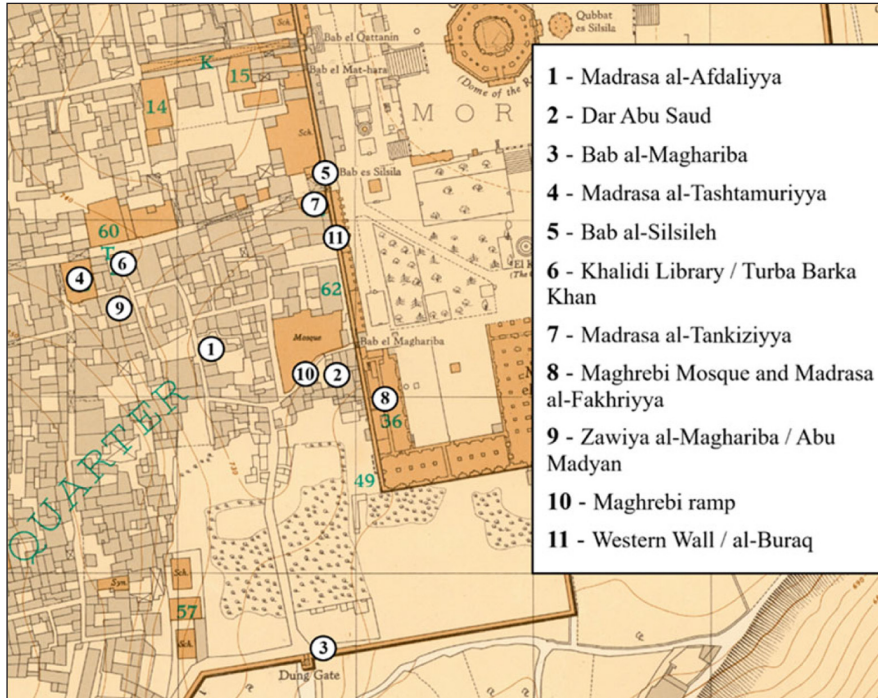 Sch.
Qubbat
es Silsila
Bab el Qattanin
K
15
Bab el Mat-hara
14
(Dome of the R
M O R
Sch.
5
Bab es Silsila
7
60
11
T
6
4
62
9
1
Mosque
Bab el Maghariba
10
2
8
36
49
QUARTER
Syn.
Sch.
57
Sch.
3
Dung Gate
1 - Madrasa al-Afdaliyya
2 - Dar Abu Saud
3 - Bab al-Maghariba
4 - Madrasa al-Tashtamuriyya
5 - Bab al-Silsileh
6 - Khalidi Library / Turba Barka
Khan
7 - Madrasa al-Tankiziyya
8 - Maghrebi Mosque and Madrasa
al-Fakhriyya
9 - Zawiya al-Maghariba / Abu
Madyan
10 - Maghrebi ramp
11 - Western Wall / al-Buraq